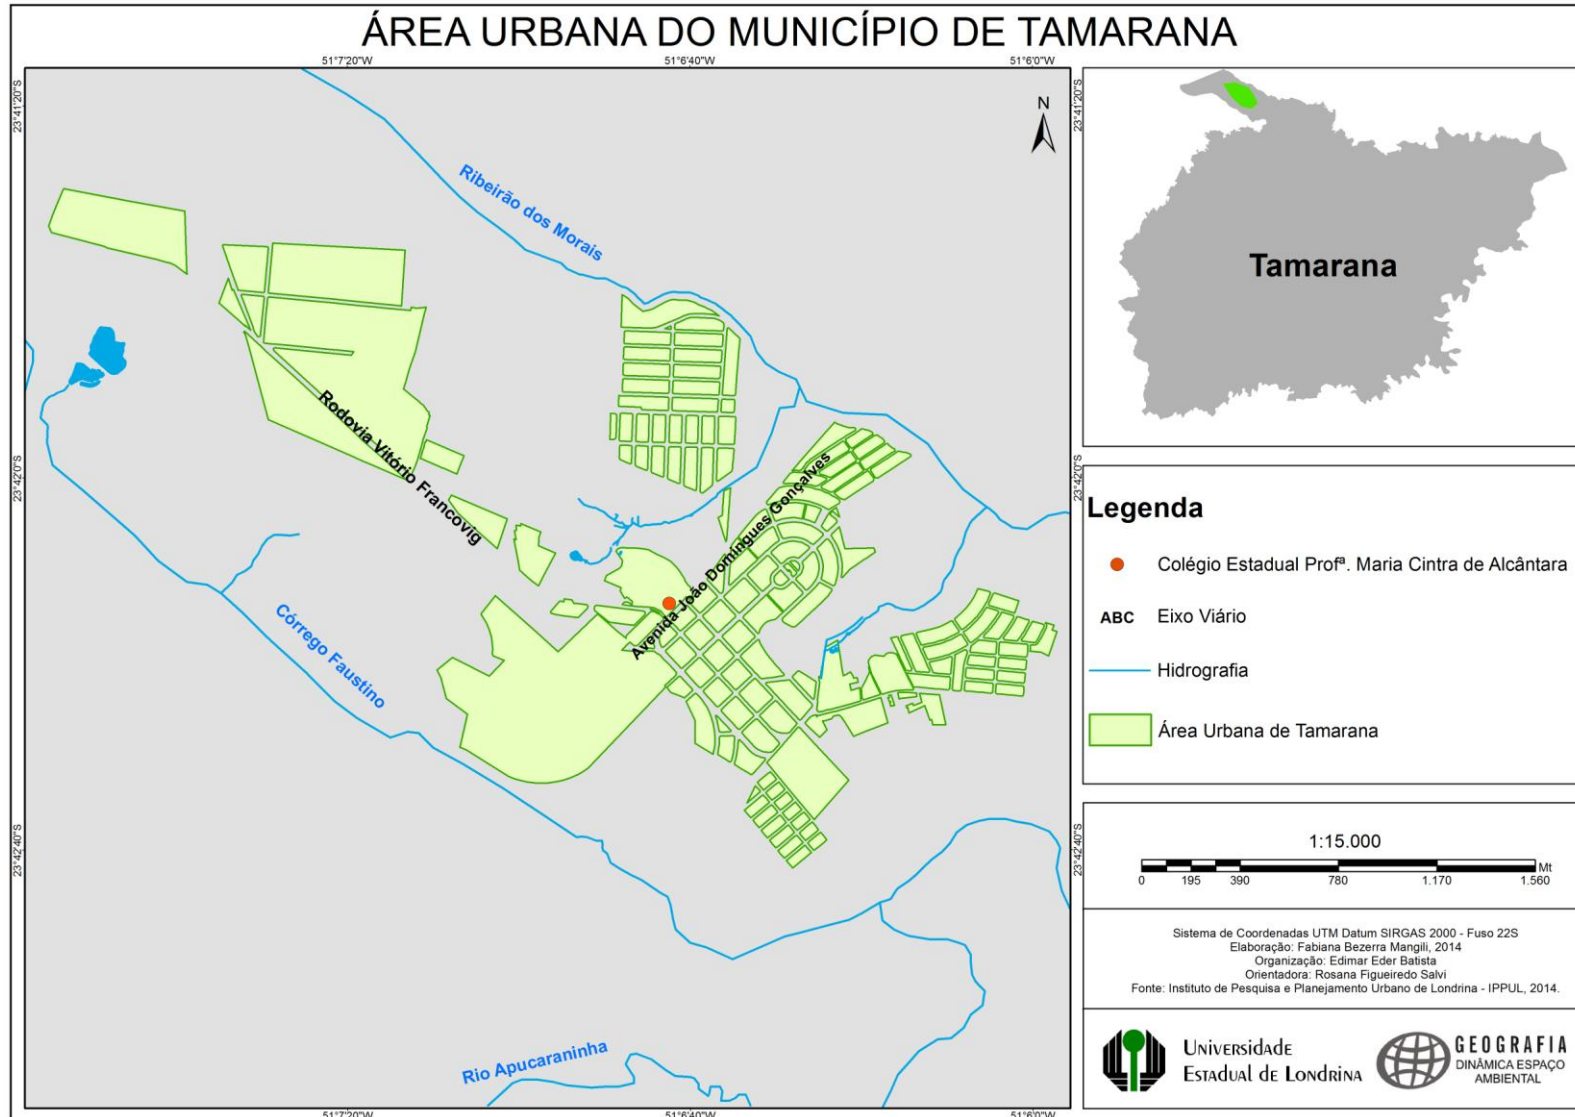 ÁREA URBANA DO MUNICÍPIO DE TAMARANA
51°7'20"W
51°6'40"W
51°6'0"W
23°41'20"S
23°41'20"S
N
Ribeirão dos Morais
Rodovia Vitório Francovig
Avenida João Domingues Gonçalves
Córrego Faustino
Rio Apucaraninha
23°42'0"S
23°42'0"S
23°42'40"S
23°42'40"S
51°7'20"W
51°6'40"W
51°6'0"W
Tamarana
Legenda
Colégio Estadual Profª. Maria Cintra de Alcântara
ABC Eixo Viário
Hidrografia
Área Urbana de Tamarana
1:15.000
Mt
0 195 390 780 1.170 1.560
Sistema de Coordenadas UTM Datum SIRGAS 2000 - Fuso 22S
Elaboração: Fabiana Bezerra Mangili, 2014
Organização: Edimar Eder Batista
Orientadora: Rosana Figueiredo Salvi
Fonte: Instituto de Pesquisa e Planejamento Urbano de Londrina - IPPUL, 2014.
UNIVERSIDADE
ESTADUAL DE LONDRINA
GEOGRAFIA
DINÂMICA ESPAÇO
AMBIENTAL